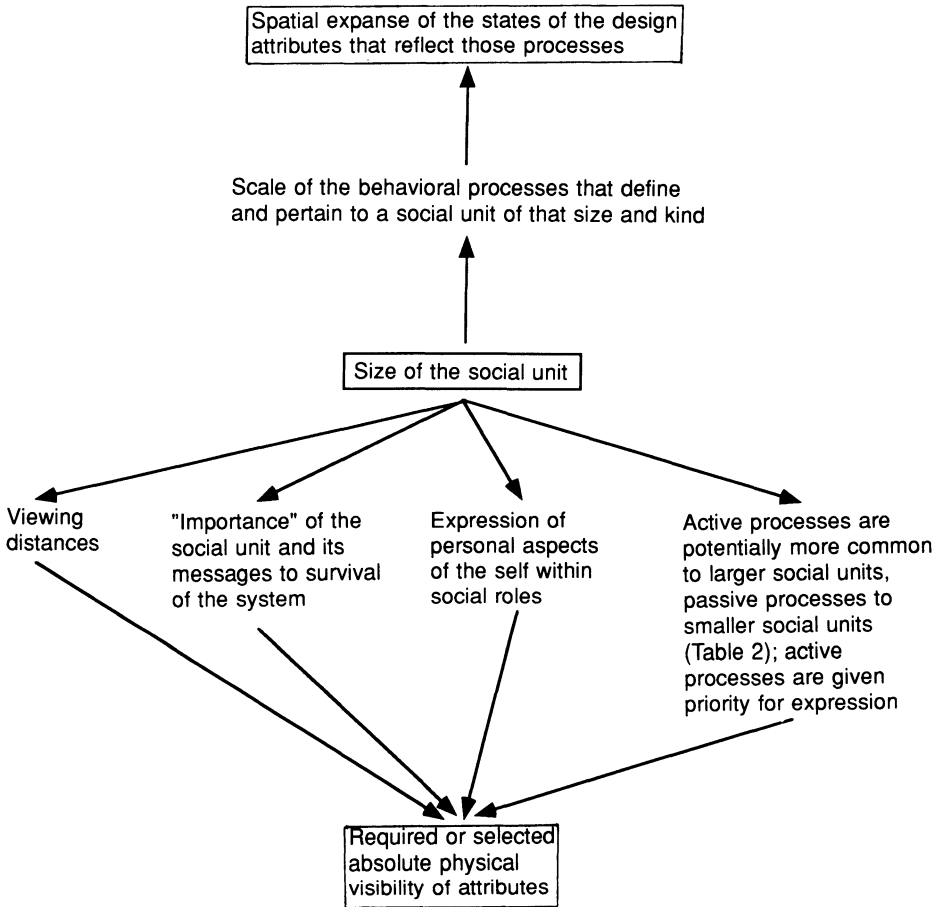 Spatial expanse of the states of the design
attributes that reflect those processes
Scale of the behavioral processes that define
and pertain to a social unit of that size and kind
Size of the social unit
Viewing
distances
"Importance" of the
social unit and its
messages to survival
of the system
Expression of
personal aspects
of the self within
social roles
Active processes are
potentially more common
to larger social units,
passive processes to
smaller social units
(Table 2); active
processes are given
priority for expression
Required or selected
absolute physical
visibility of attributes